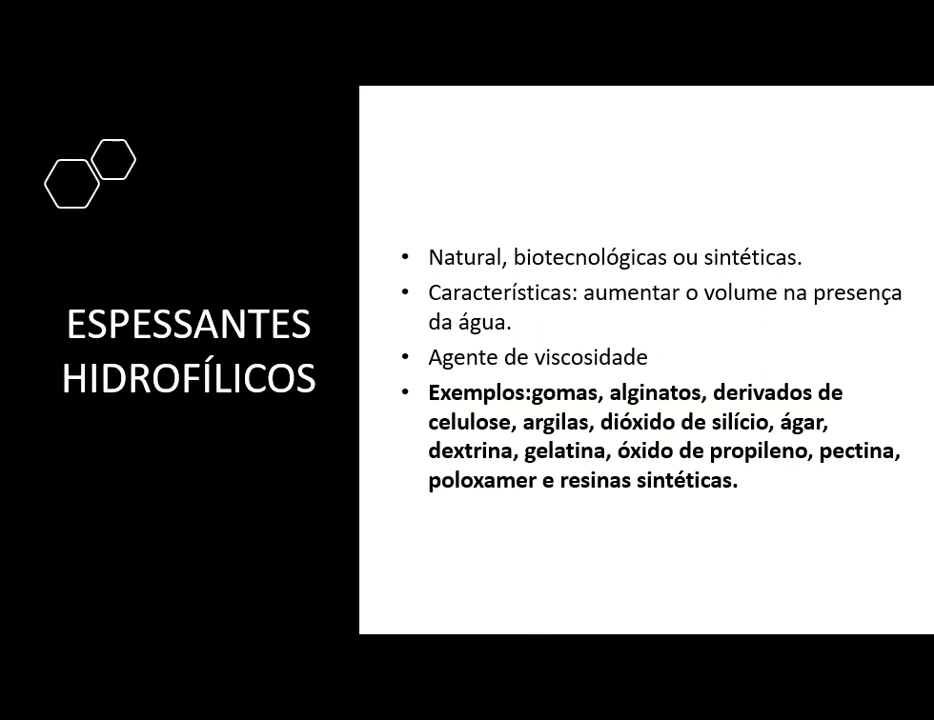 ESPESSANTES
HIDROFÍLICOS
• Natural, biotecnológicas ou sintéticas.
• Características: aumentar o volume na presença
da água.
• Agente de viscosidade
• Exemplos:gomas, alginatos, derivados de
celulose, argilas, dióxido de silício, ágar,
dextrina, gelatina, óxido de propileno, pectina,
poloxamer e resinas sintéticas.